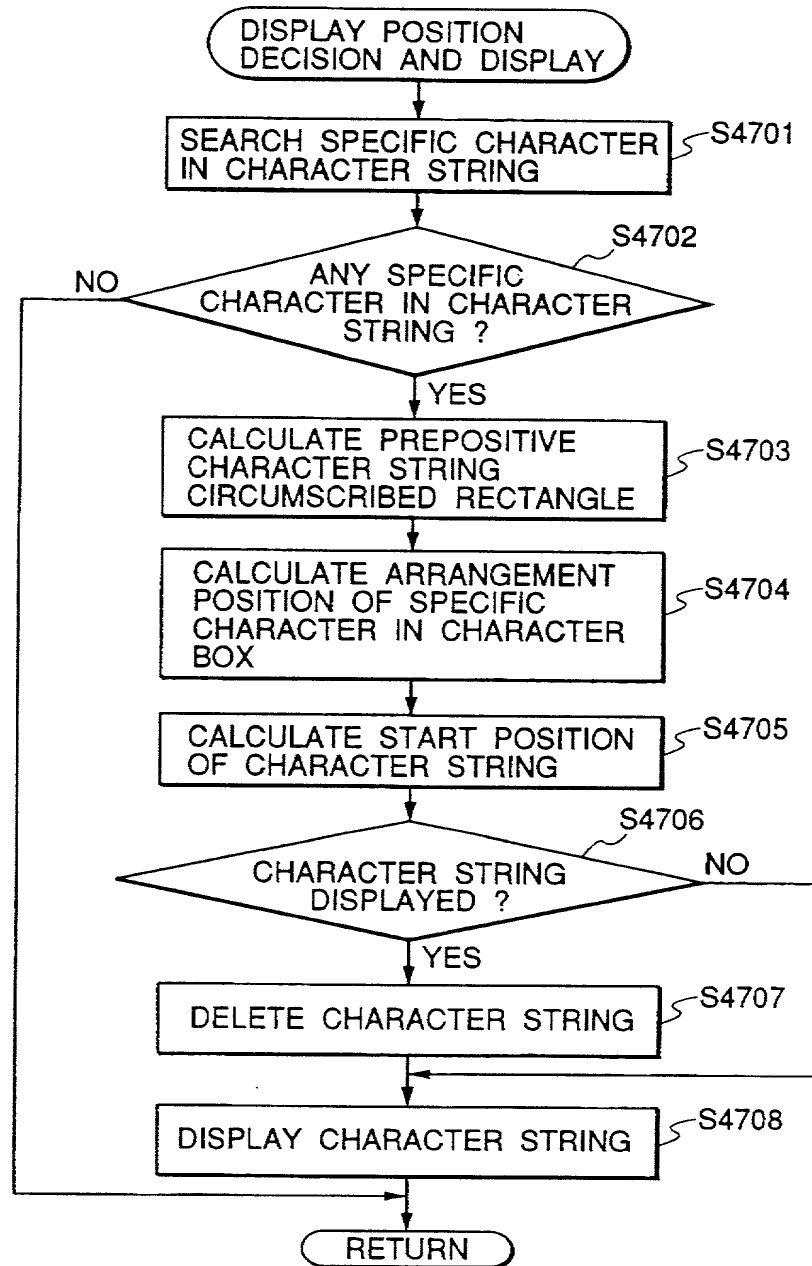 DISPLAY POSITION
DECISION AND DISPLAY
SEARCH SPECIFIC CHARACTER
IN CHARACTER STRING
S4701
S4702
ANY SPECIFIC
CHARACTER IN CHARACTER
STRING ?
NO
YES
CALCULATE PREPOSITIVE
CHARACTER STRING
CIRCUMSCRIBED RECTANGLE
S4703
CALCULATE ARRANGEMENT
POSITION OF SPECIFIC
CHARACTER IN CHARACTER
BOX
S4704
CALCULATE START POSITION
OF CHARACTER STRING
S4705
S4706
CHARACTER STRING
DISPLAYED ?
NO
YES
DELETE CHARACTER STRING
S4707
DISPLAY CHARACTER STRING
S4708
RETURN